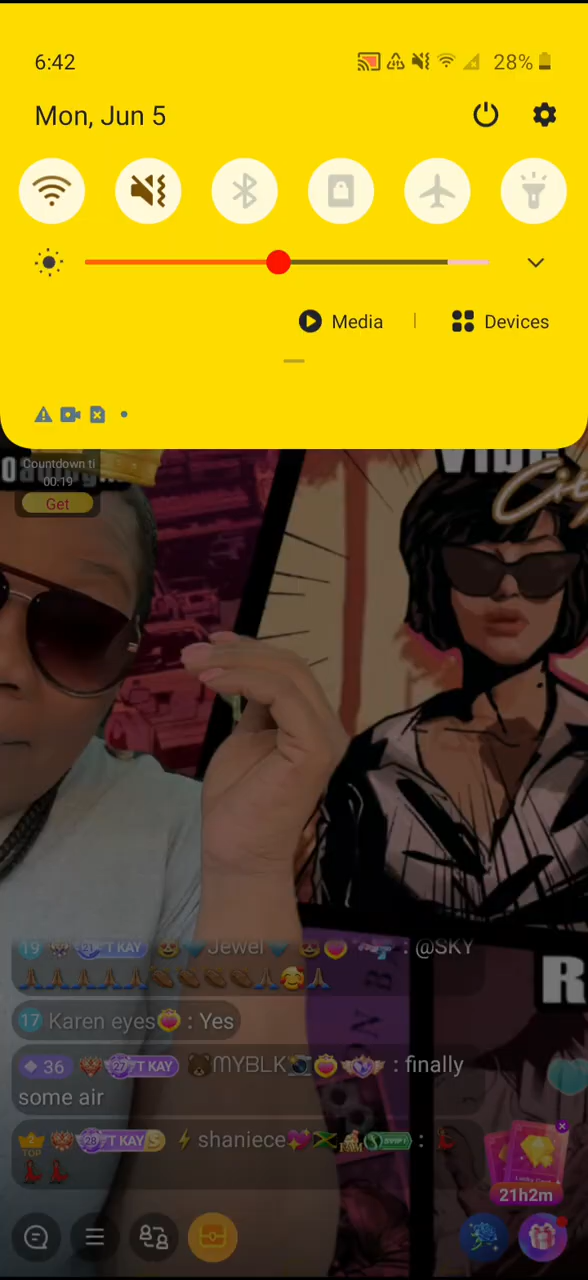 6:42
28%
Mon, Jun 5
Media
Devices
Countdown ti
00:19
Get
19 T KAY Jewel : @SKY
17 Karen eyes : Yes
36 27 T KAY MYBLK : finally
some air
TOP 28 T KAY S shaniece :
21h2m